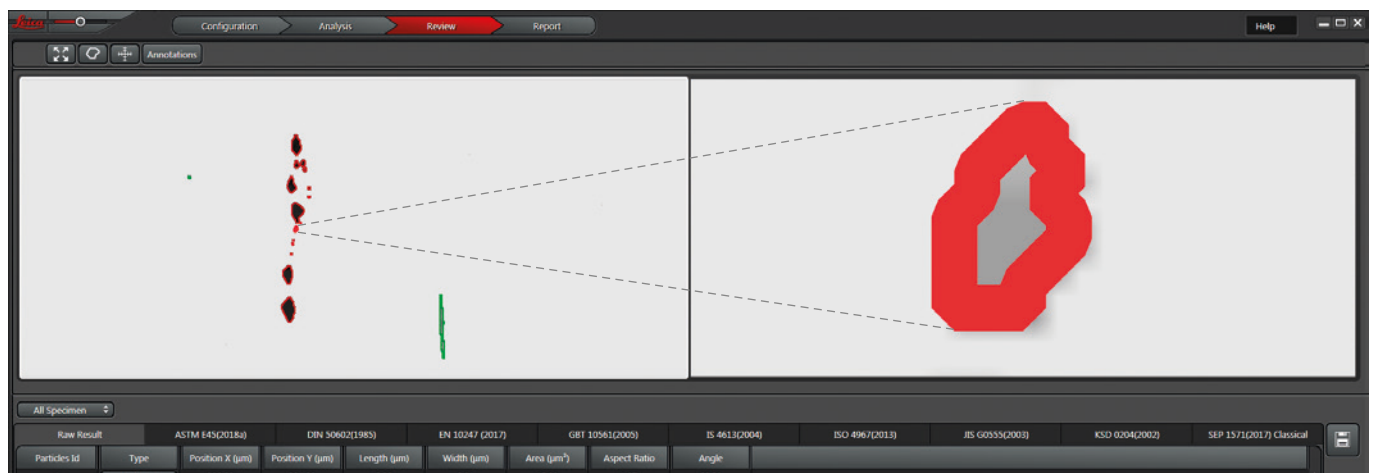 Leica Configuration Analysis Review Report Help
Annotations
All Specimen
Raw Result ASTM E45(2018a) DIN 50602(1985) EN 10247 (2017) GBT 10561(2005) IS 4613(2004) ISO 4967(2013) JIS G0555(2003) KSD 0204(2002) SEP 1571(2017) Classical
Particles Id Type Position X (µm) Position Y (µm) Length (µm) Width (µm) Area (µm²) Aspect Ratio Angle